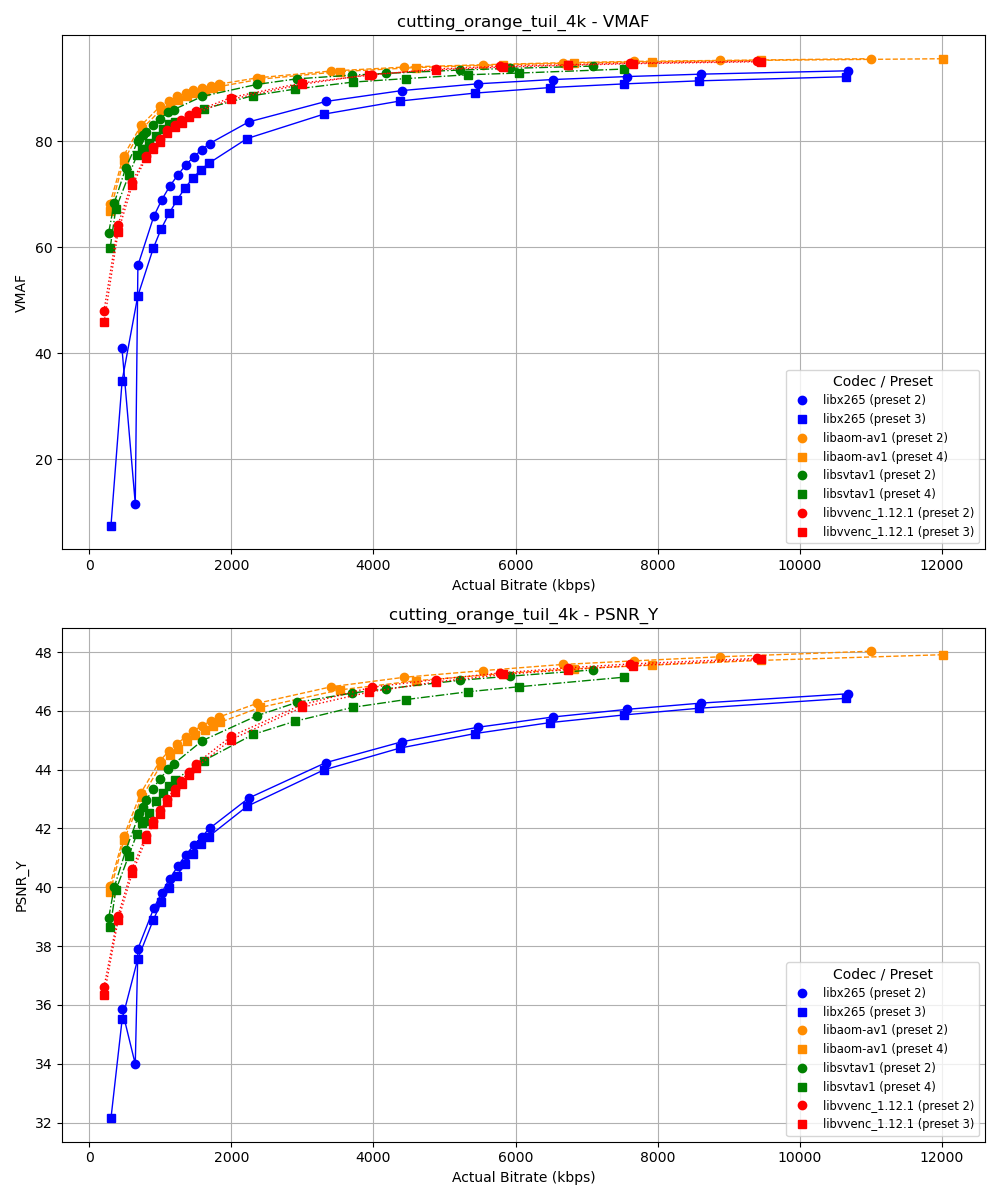 cutting_orange_tuil_4k - VMAF
80
60
40
20
VMAF
0 2000 4000 6000 8000 10000 12000
Actual Bitrate (kbps)
Codec / Preset
libx265 (preset 2)
libx265 (preset 3)
libaom-av1 (preset 2)
libaom-av1 (preset 4)
libsvtav1 (preset 2)
libsvtav1 (preset 4)
libvvenc_1.12.1 (preset 2)
libvvenc_1.12.1 (preset 3)
cutting_orange_tuil_4k - PSNR_Y
48
46
44
42
40
38
36
34
32
PSNR_Y
0 2000 4000 6000 8000 10000 12000
Actual Bitrate (kbps)
Codec / Preset
libx265 (preset 2)
libx265 (preset 3)
libaom-av1 (preset 2)
libaom-av1 (preset 4)
libsvtav1 (preset 2)
libsvtav1 (preset 4)
libvvenc_1.12.1 (preset 2)
libvvenc_1.12.1 (preset 3)